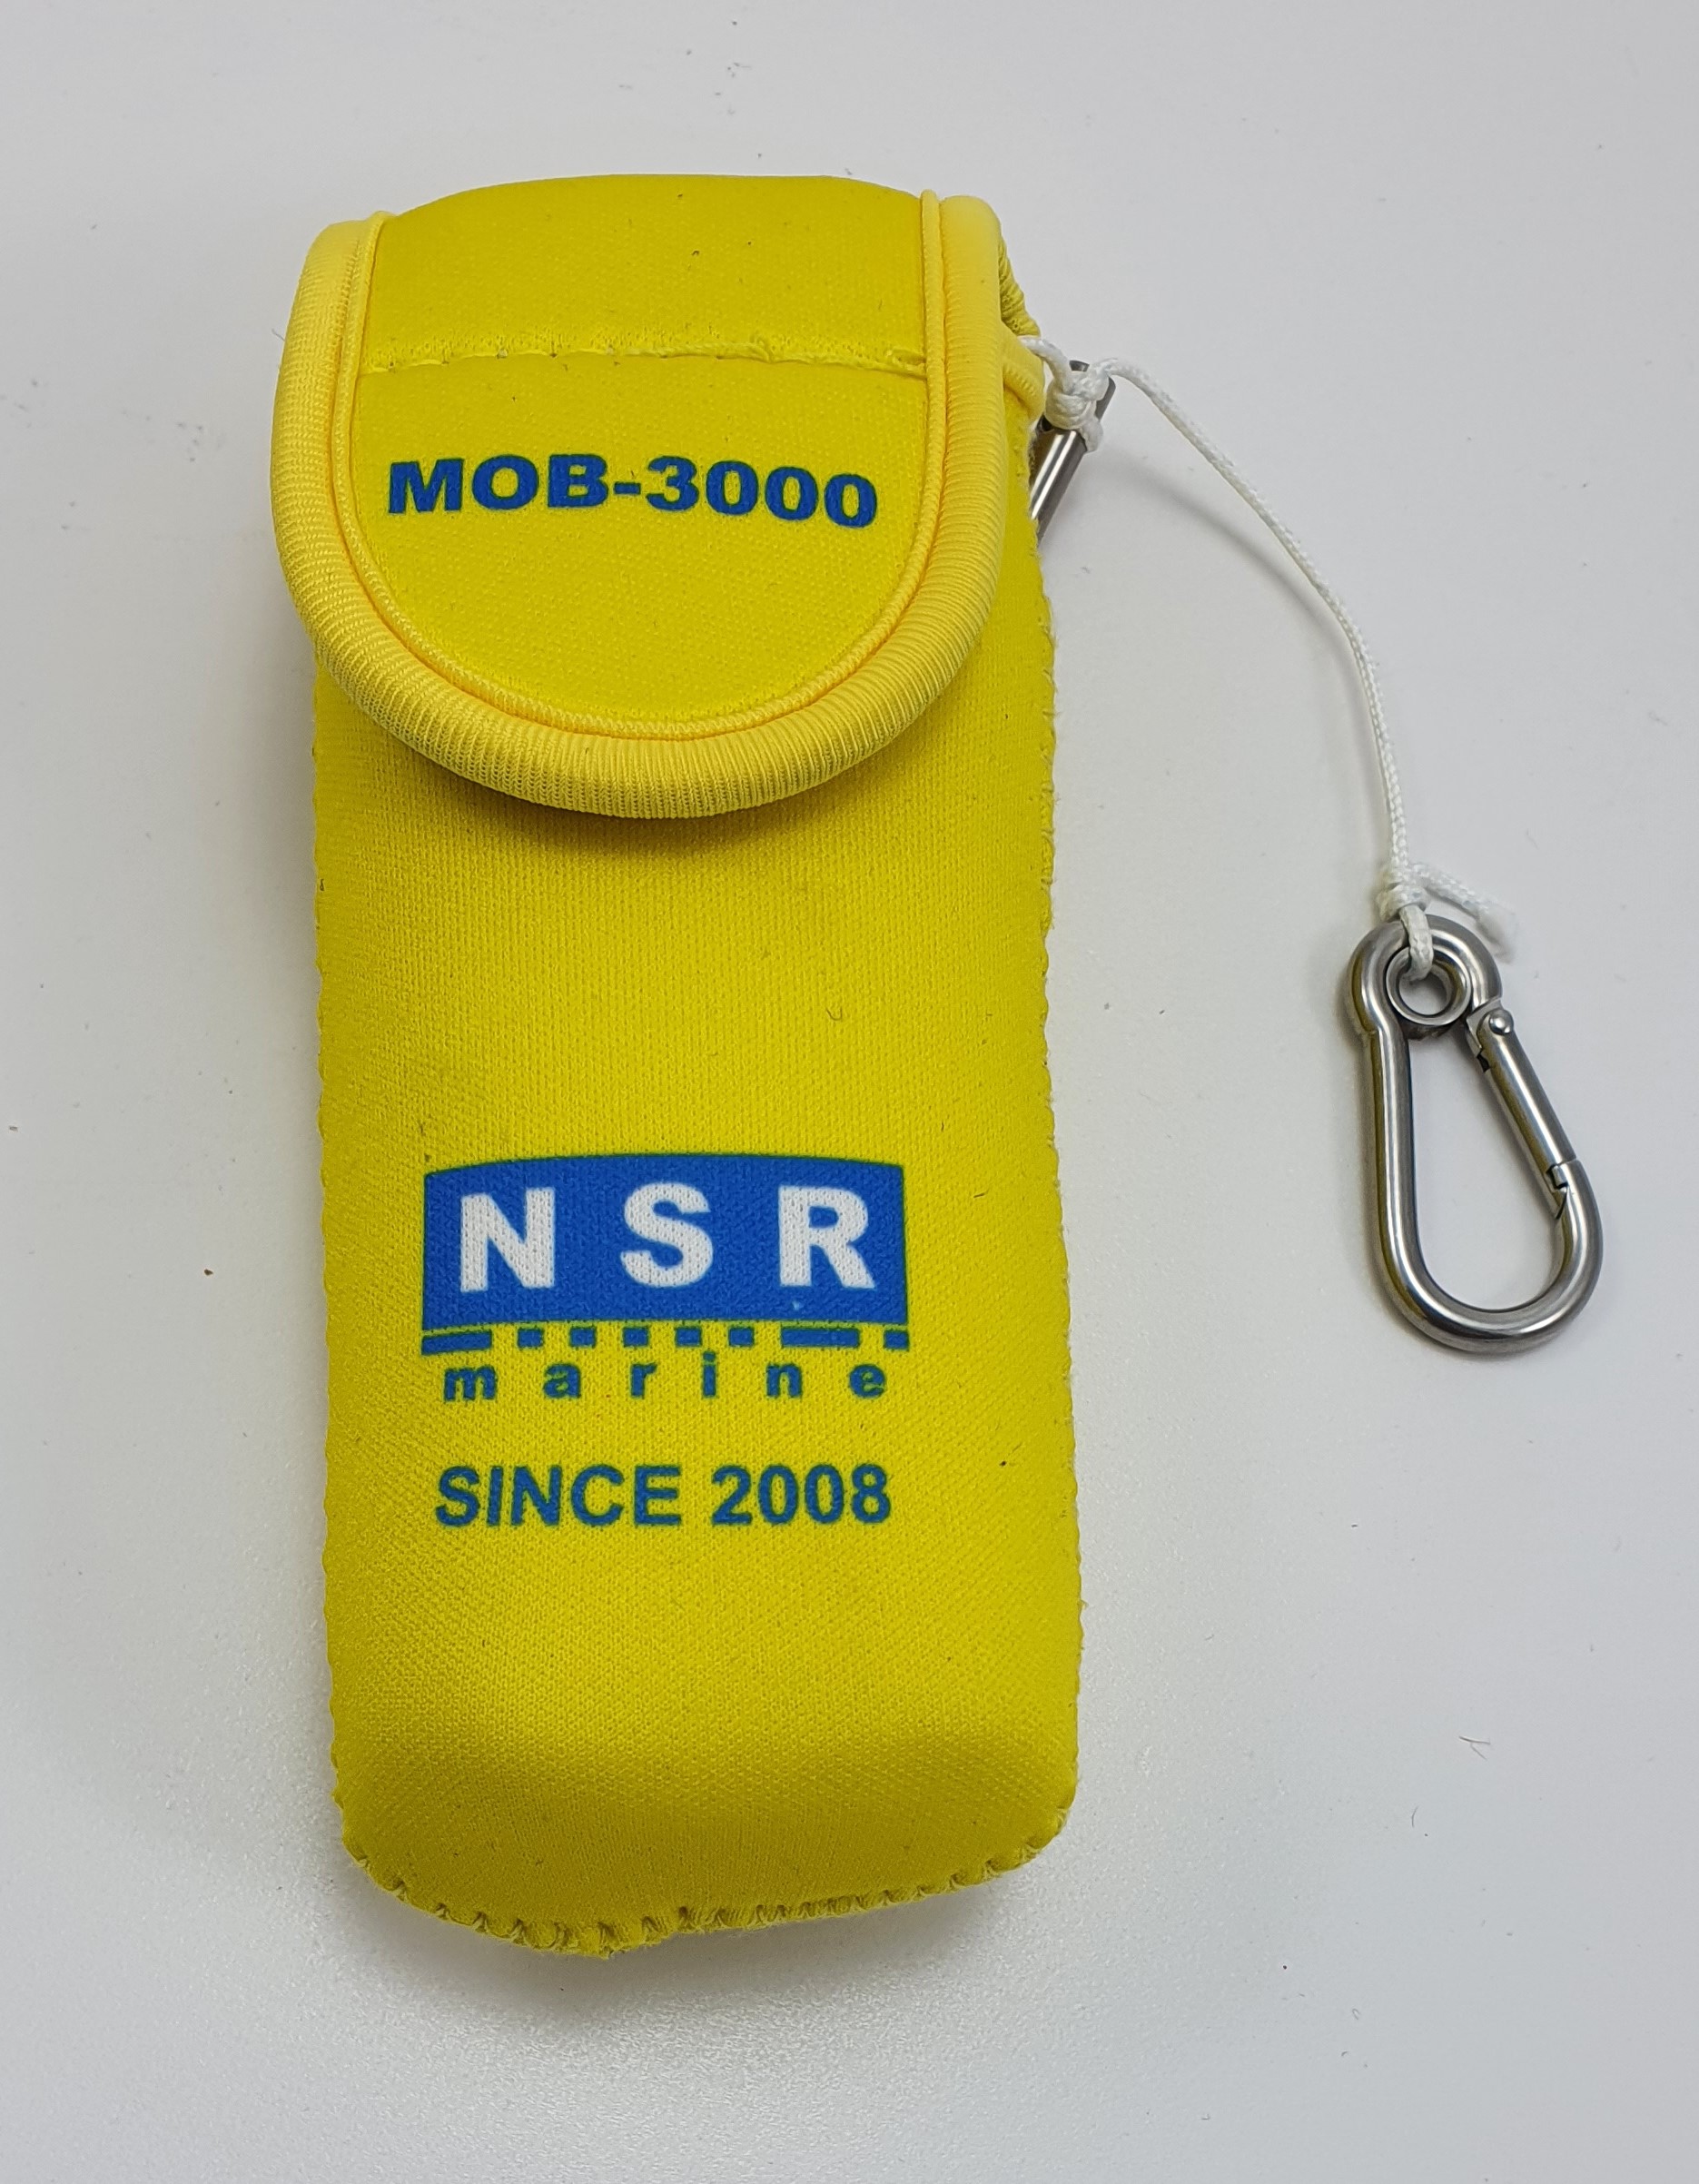 MOB-3000
NSR
marine
SINCE 2008